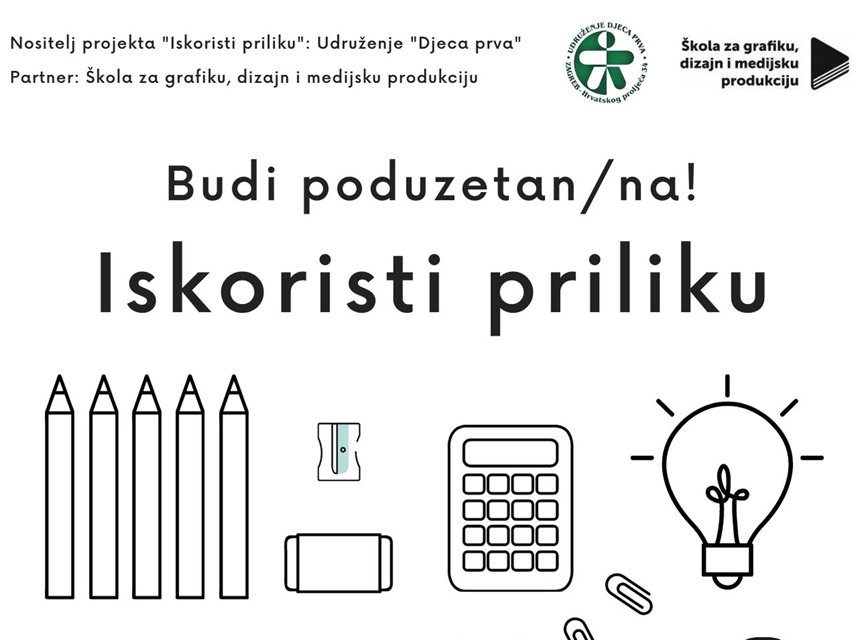 Nositelj projekta "Iskoristi priliku": Udruženje "Djeca prva"
Partner: Škola za grafiku, dizajn i medijsku produkciju
UDRUŽENJE DJECA PRVA
ZAGREB - Hrvatskog proljeća 34
Škola za grafiku,
dizajn i medijsku
produkciju
Budi poduzetan/na!
Iskoristi priliku